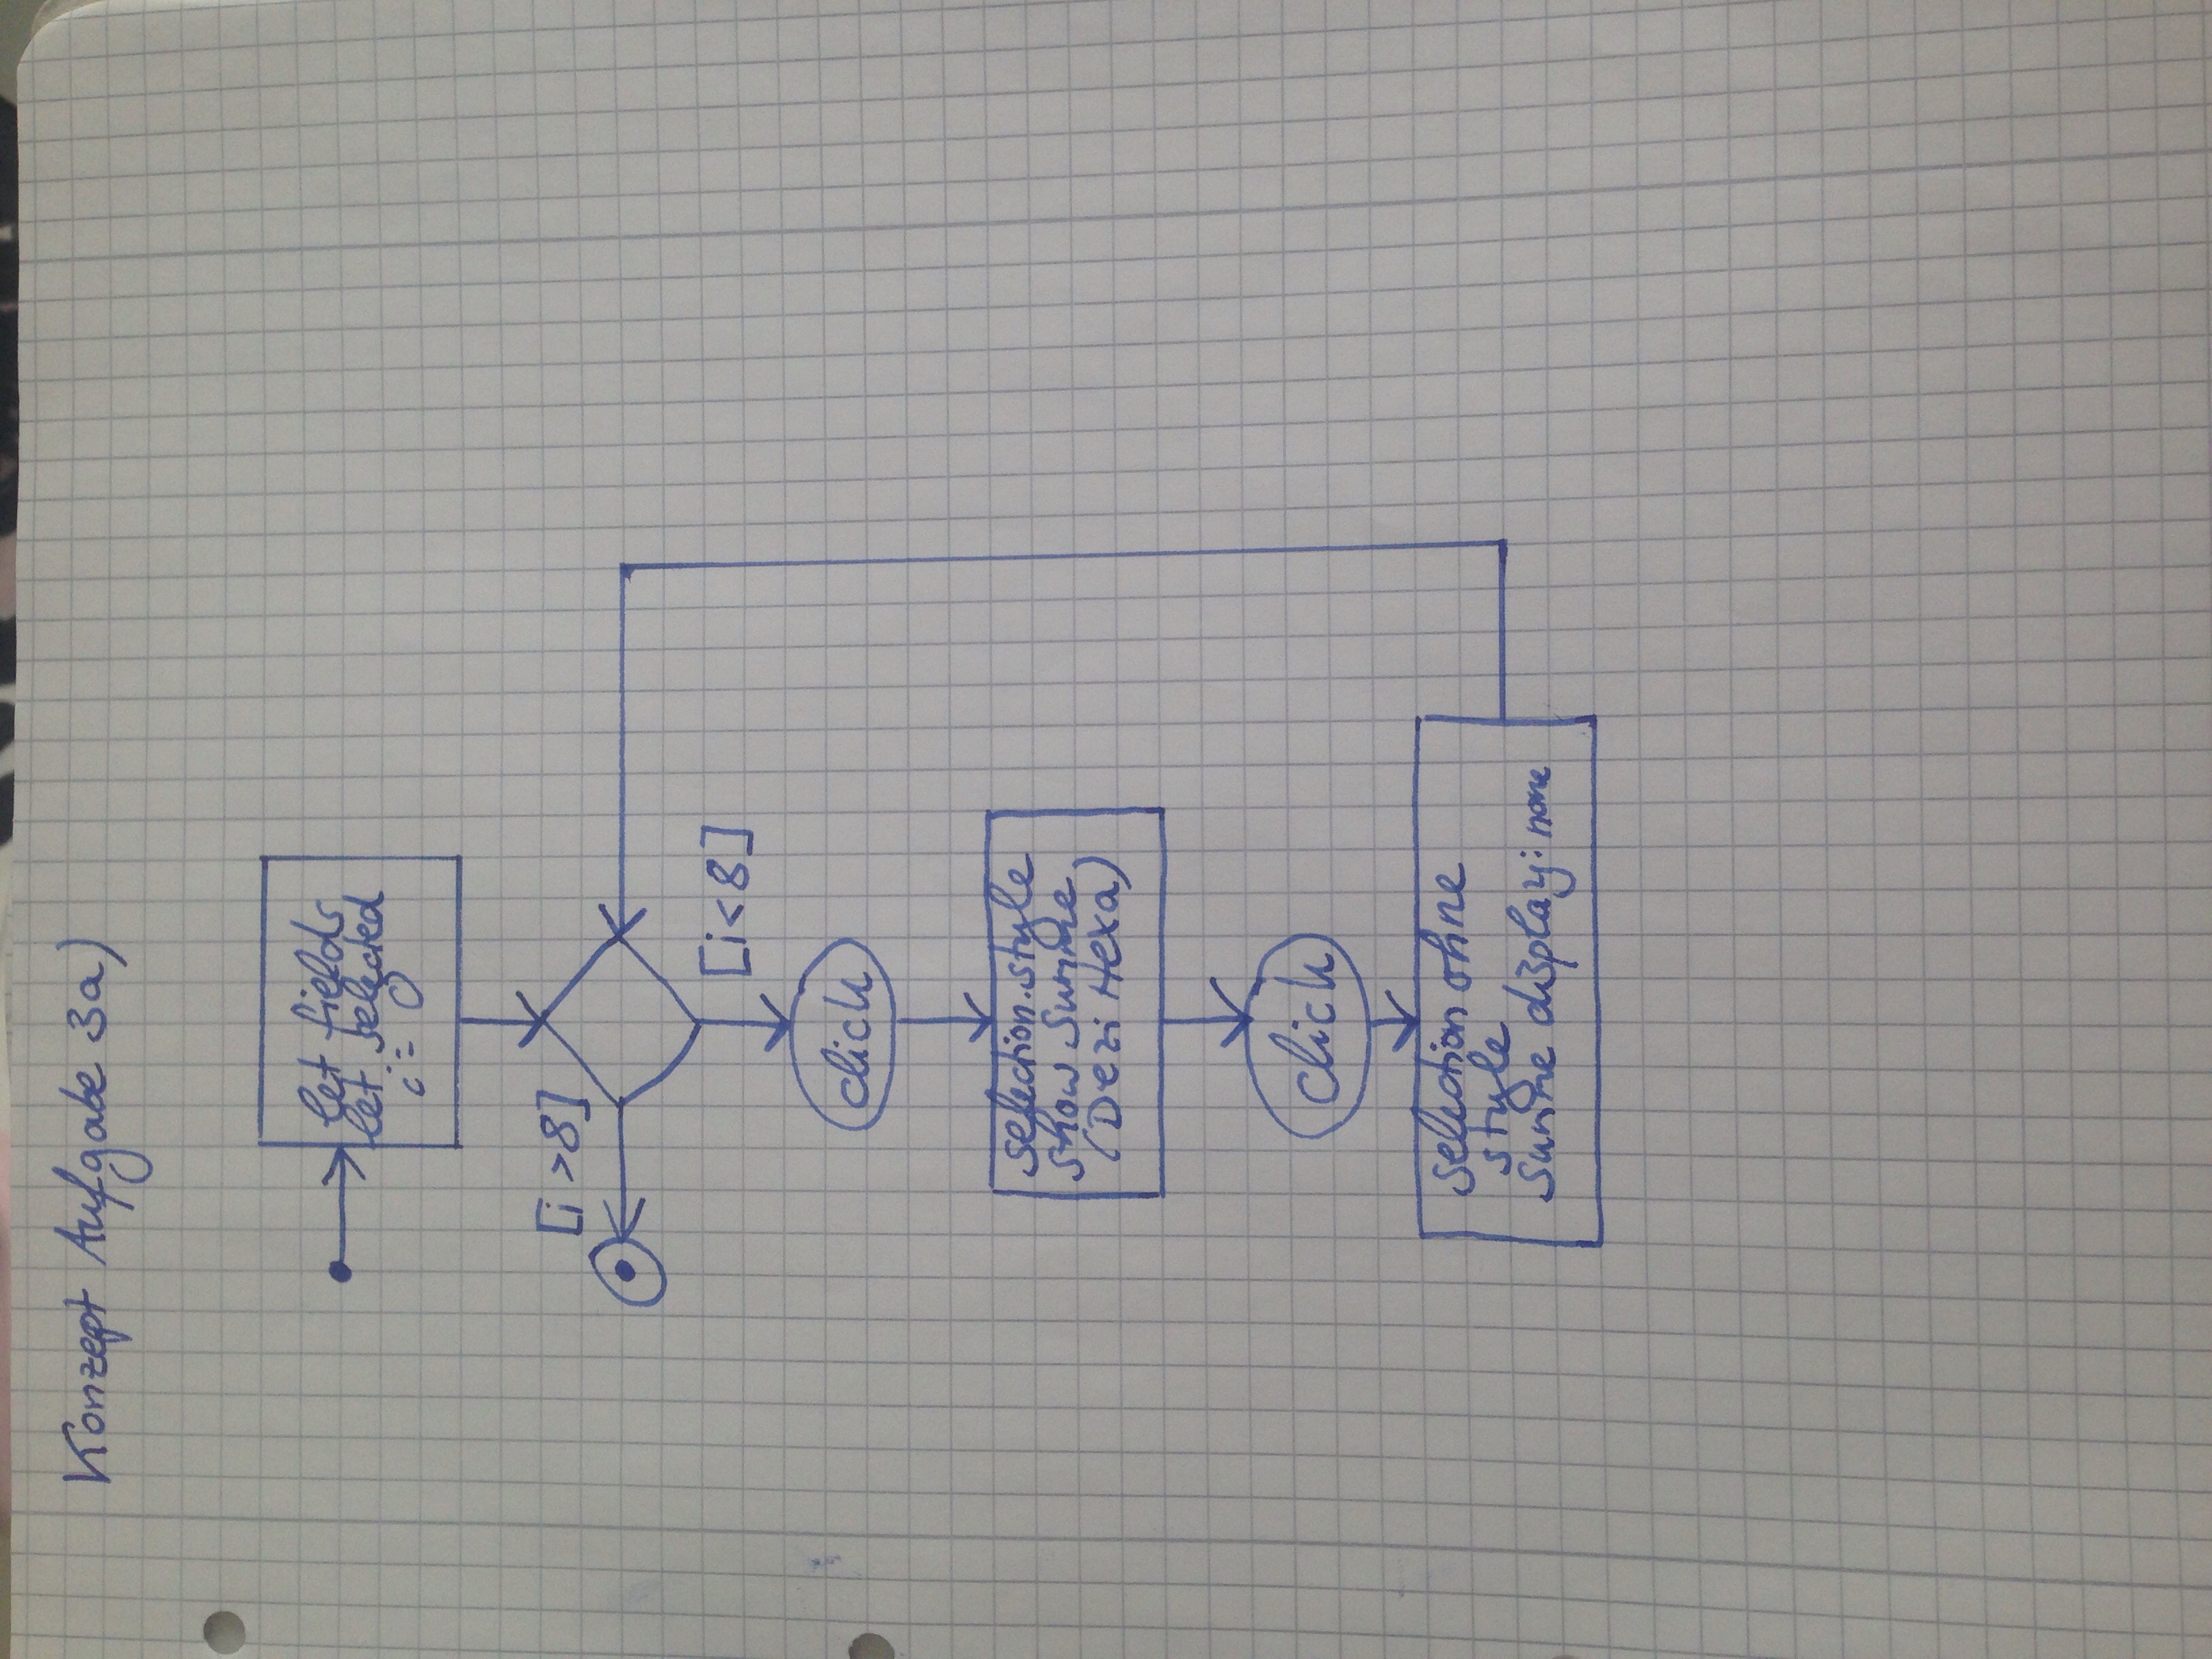 Konzept Aufgabe 3a)
let fields
let selected
i = 0
[i >8]
[i<8]
click
selection.style
show Summe
(Dezi Hexa)
click
selection ohne
style
Summe display: none